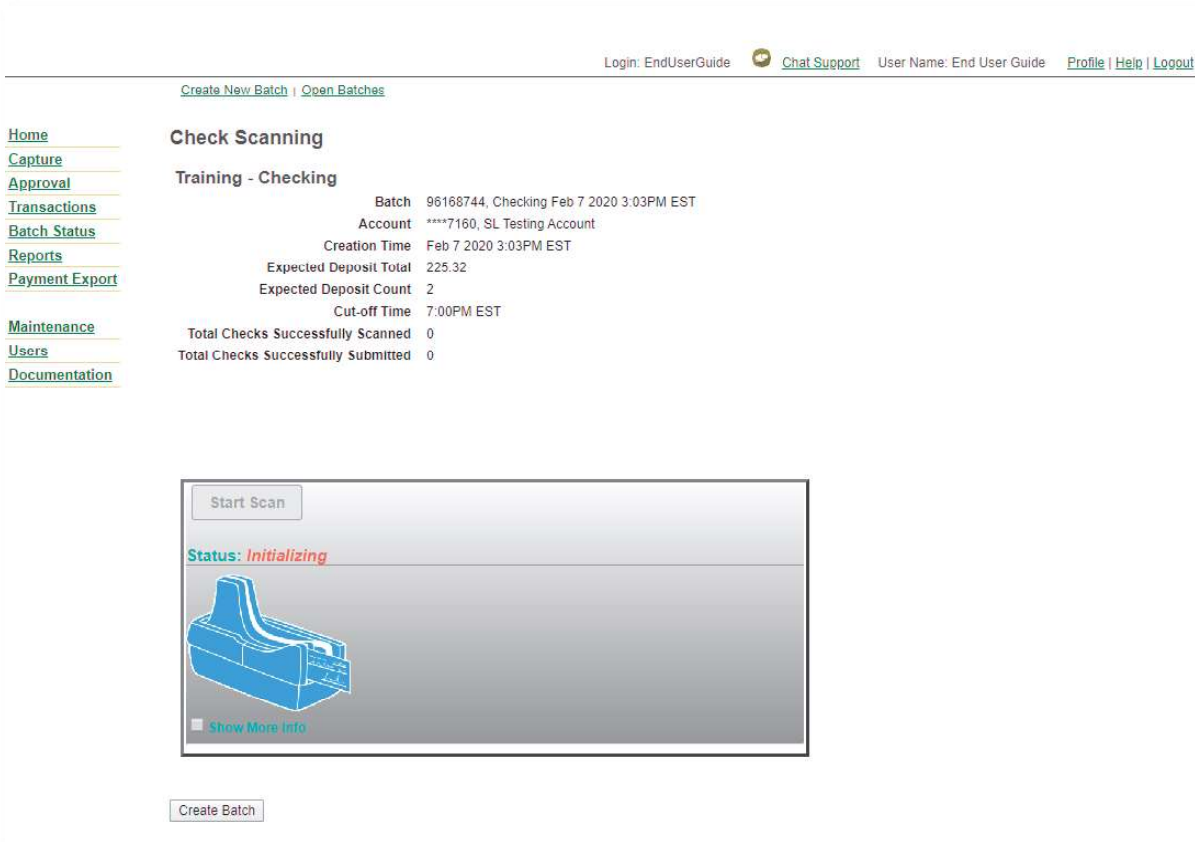 Login: EndUserGuide Chat Support User Name: End User Guide Profile | Help | Logout
Create New Batch | Open Batches
Home
Capture
Approval
Transactions
Batch Status
Reports
Payment Export
Maintenance
Users
Documentation
Check Scanning
Training - Checking
Batch 96168744, Checking Feb 7 2020 3:03PM EST
Account ****7160, SL Testing Account
Creation Time Feb 7 2020 3:03PM EST
Expected Deposit Total 225.32
Expected Deposit Count 2
Cut-off Time 7:00PM EST
Total Checks Successfully Scanned 0
Total Checks Successfully Submitted 0
Start Scan
Status: Initializing
Show More Info
Create Batch